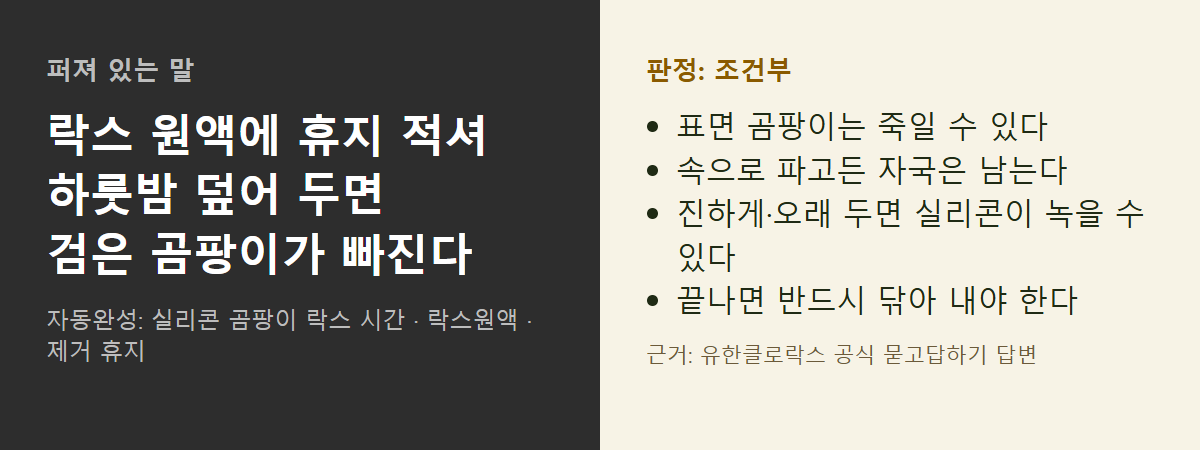 퍼져 있는 말
락스 원액에 휴지 적셔
하룻밤 덮어 두면
검은 곰팡이가 빠진다
자동완성: 실리콘 곰팡이 락스 시간 · 락스원액 ·
제거 휴지
판정: 조건부
• 표면 곰팡이는 죽일 수 있다
• 속으로 파고든 자국은 남는다
• 진하게·오래 두면 실리콘이 녹을 수
있다
• 끝나면 반드시 닦아 내야 한다
근거: 유한클로락스 공식 묻고답하기 답변